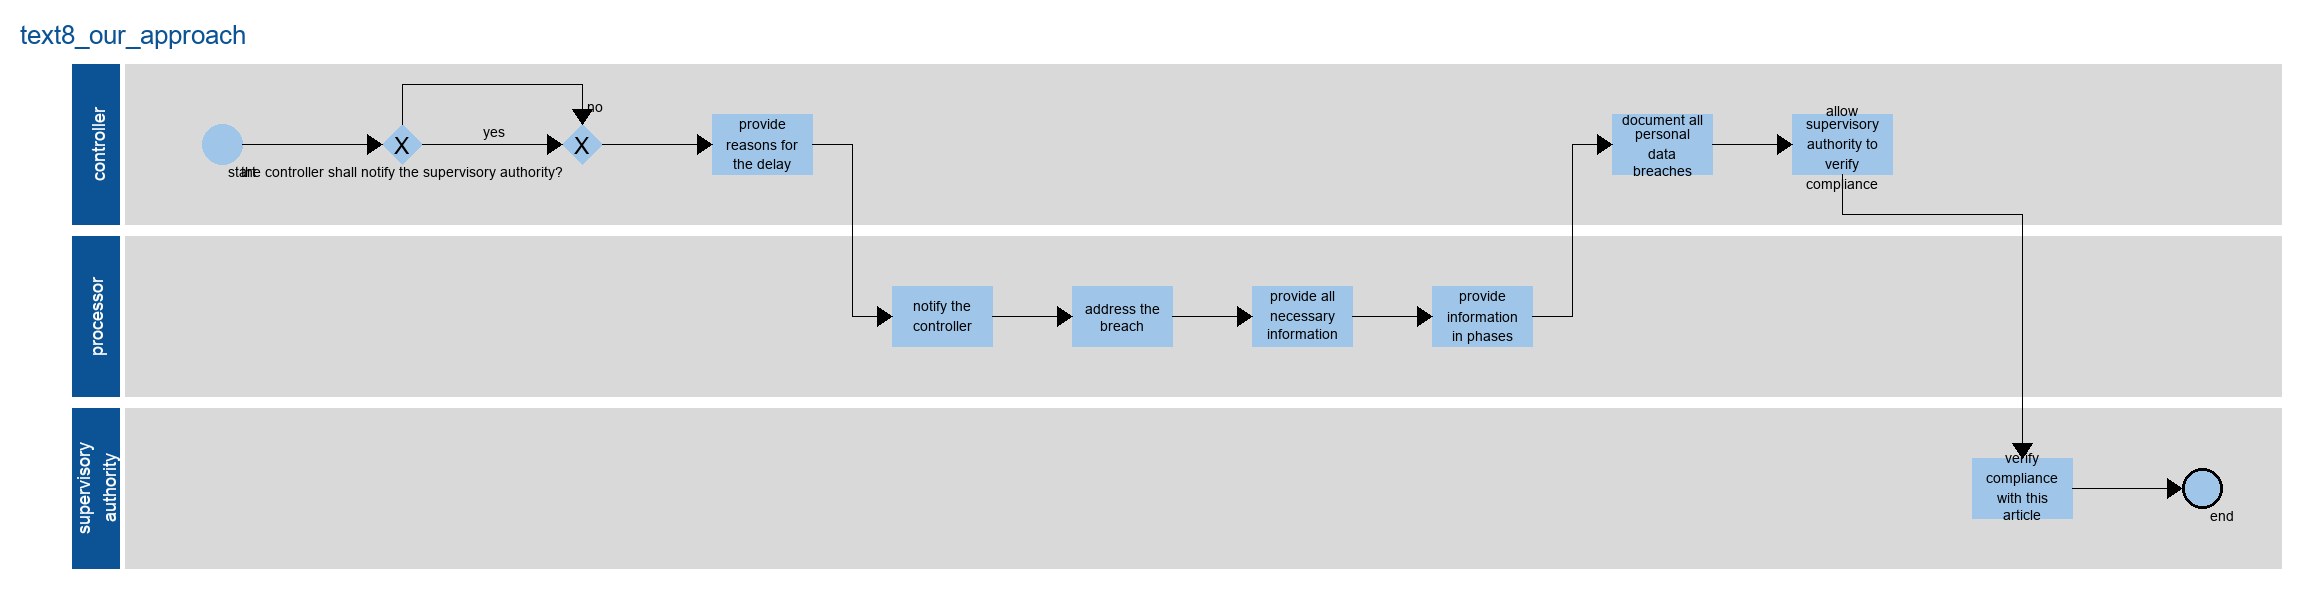 text8_our_approach
controller
no
yes
X
X
start
the controller shall notify the supervisory authority?
provide
reasons for
the delay
document all
personal
data
breaches
allow
supervisory
authority to
verify
compliance
processor
notify the
controller
address the
breach
provide all
necessary
information
provide
information
in phases
supervisory
authority
verify
compliance
with this
article
end